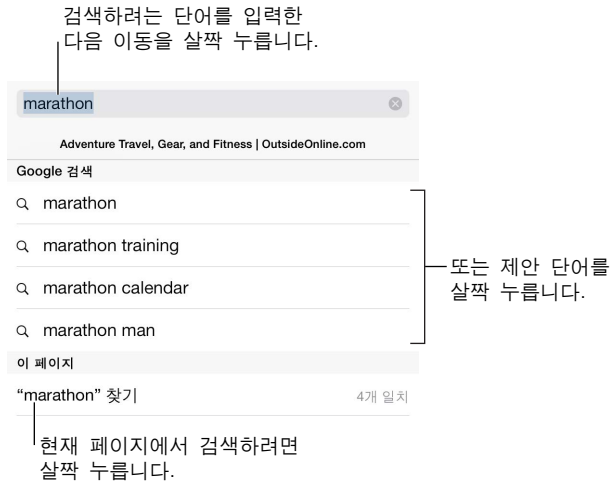 검색하려는 단어를 입력한
다음 이동을 살짝 누릅니다.
marathon
Adventure Travel, Gear, and Fitness | OutsideOnline.com
Google 검색
marathon
marathon training
marathon calendar
marathon man
또는 제안 단어를
살짝 누릅니다.
이 페이지
“marathon” 찾기 4개 일치
현재 페이지에서 검색하려면
살짝 누릅니다.